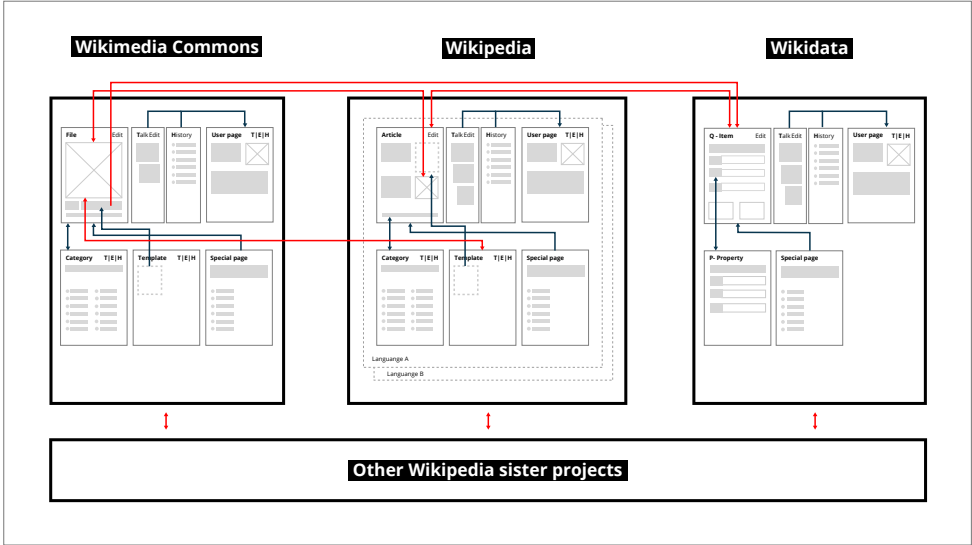 Wikimedia Commons
Wikipedia
Wikidata
File Edit
Talk Edit
History
User page T|E|H
Category T|E|H
Template T|E|H
Special page
Article Edit
Talk Edit
History
User page T|E|H
Category T|E|H
Template T|E|H
Special page
Languange A
Languange B
Q - Item Edit
Talk Edit
History
User page T|E|H
P- Property
Special page
Other Wikipedia sister projects